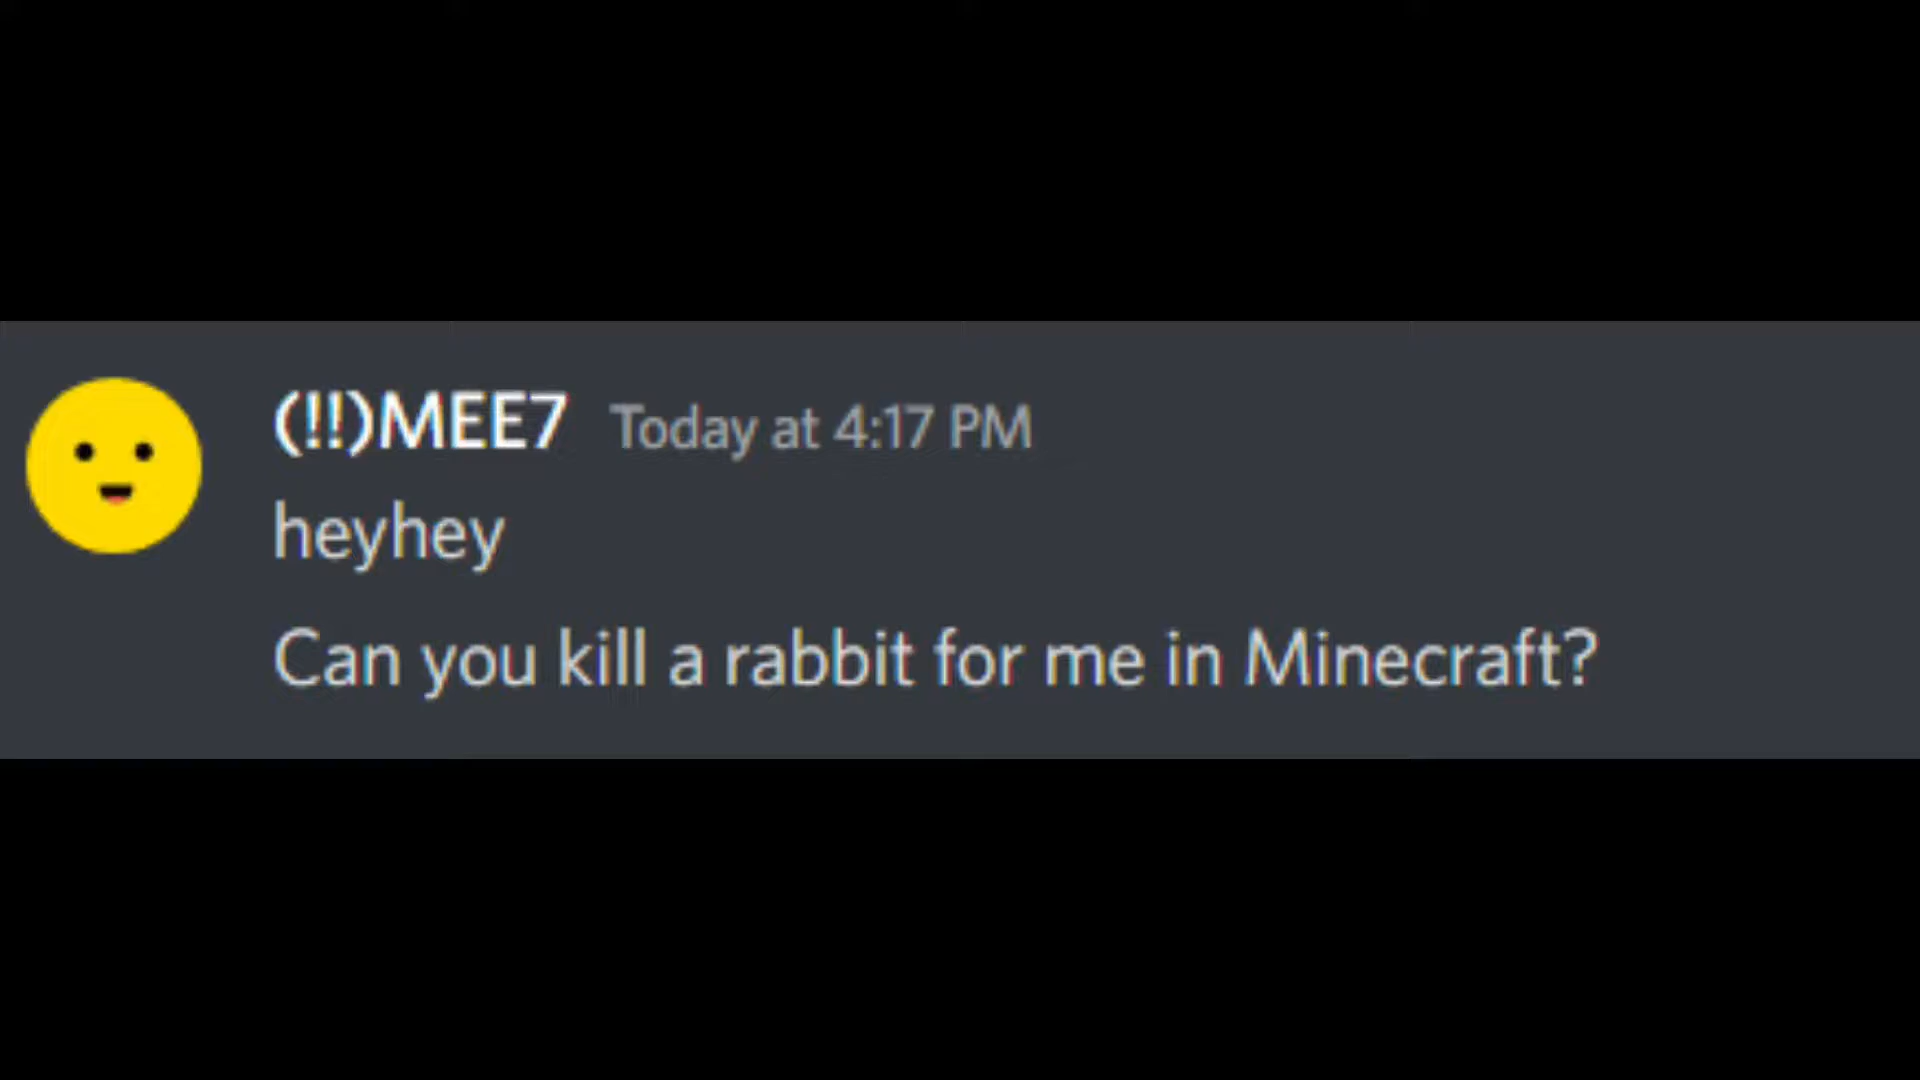 (!!)MEE7 Today at 4:17 PM
heyhey
Can you kill a rabbit for me in Minecraft?